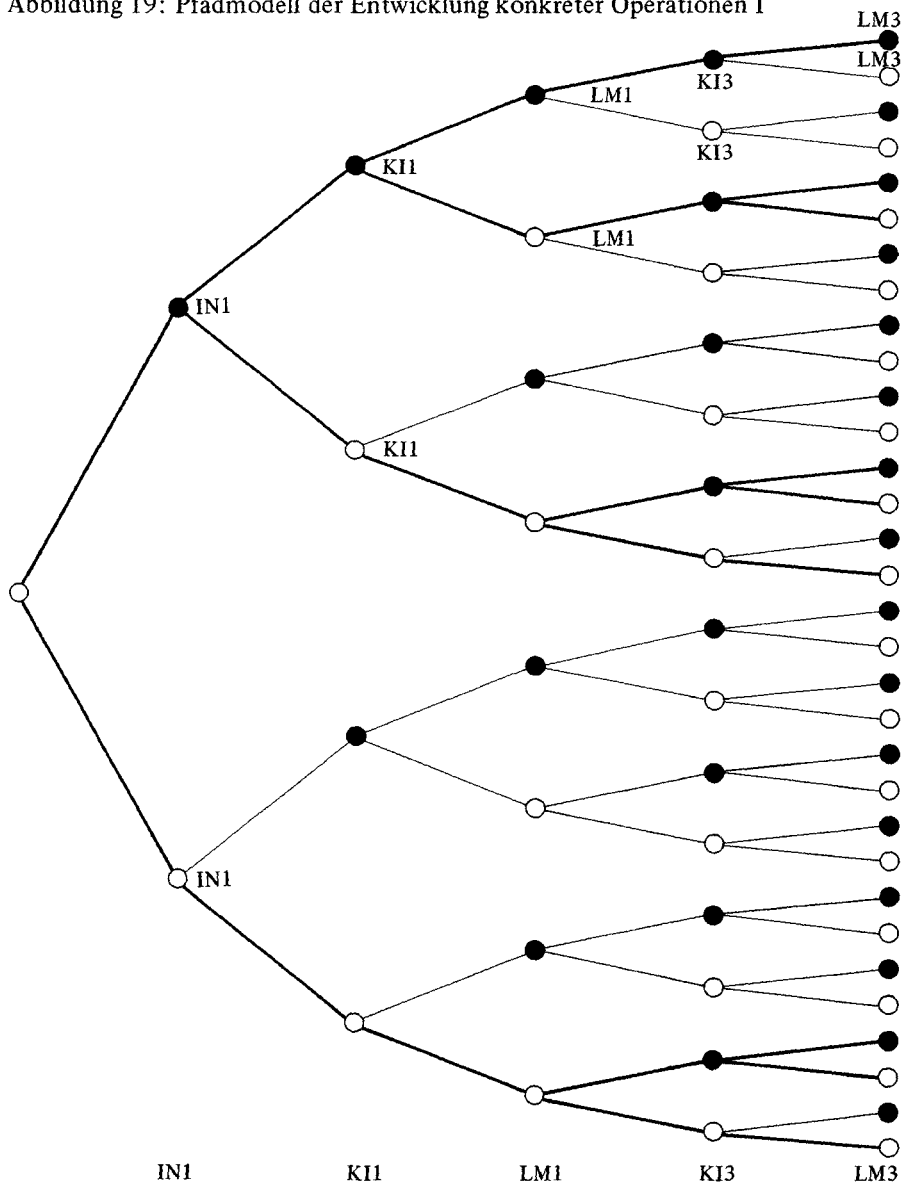 Abbildung 19: Pfadmodell der Entwicklung konkreter Operationen I
LM3
LM3
KI3
LM1
KI3
KI1
LM1
IN1
KI1
IN1
IN1 KI1 LM1 KI3 LM3